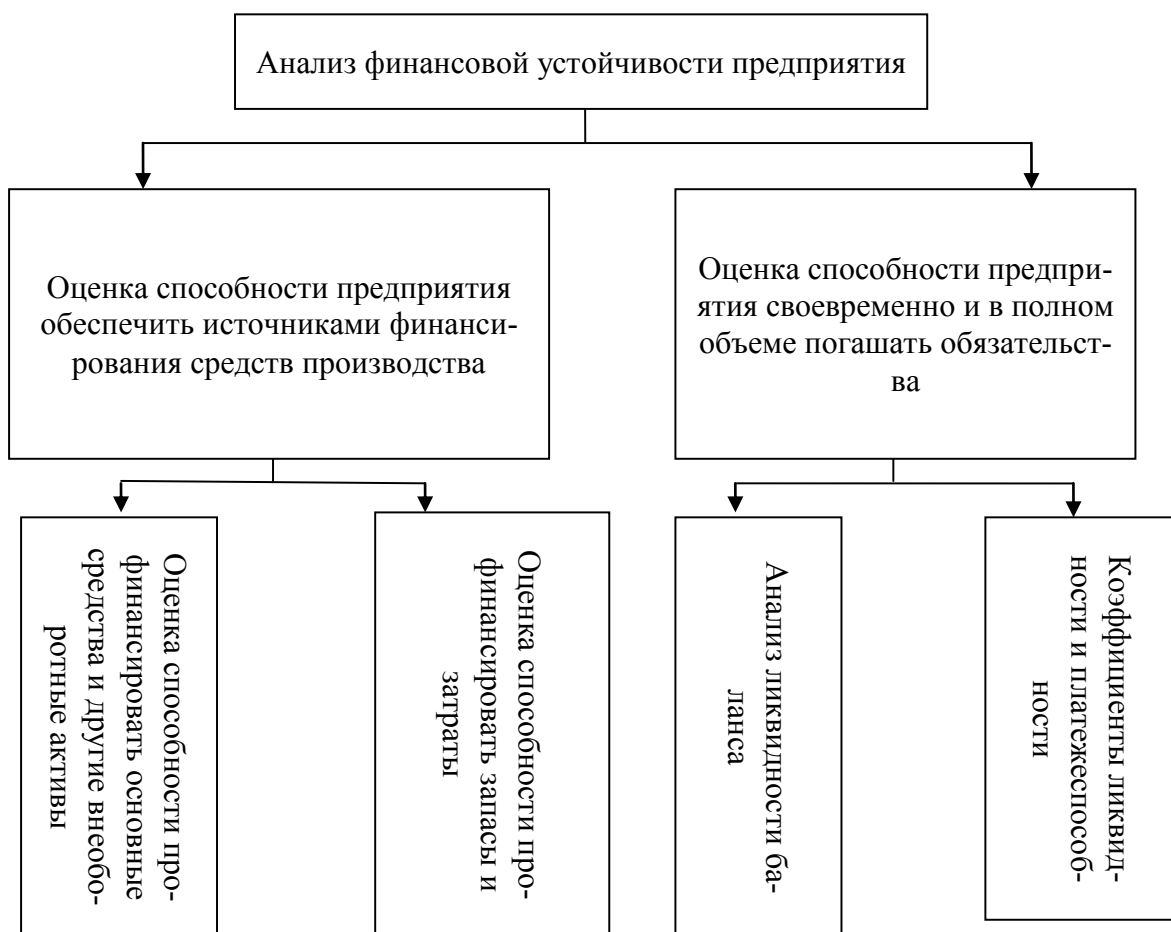 Анализ финансовой устойчивости предприятия
Оценка способности предприятия
обеспечить источниками финанси-
рования средств производства
Оценка способности предпри-
ятия своевременно и в полном
объеме погашать обязательст-
ва
Оценка способности про-
финансировать основные
средства и другие внеобо-
ротные активы
Оценка способности про-
финансировать запасы и
затраты
Анализ ликвидности ба-
ланса
Коэффициенты ликвид-
ности и платежеспособ-
ности